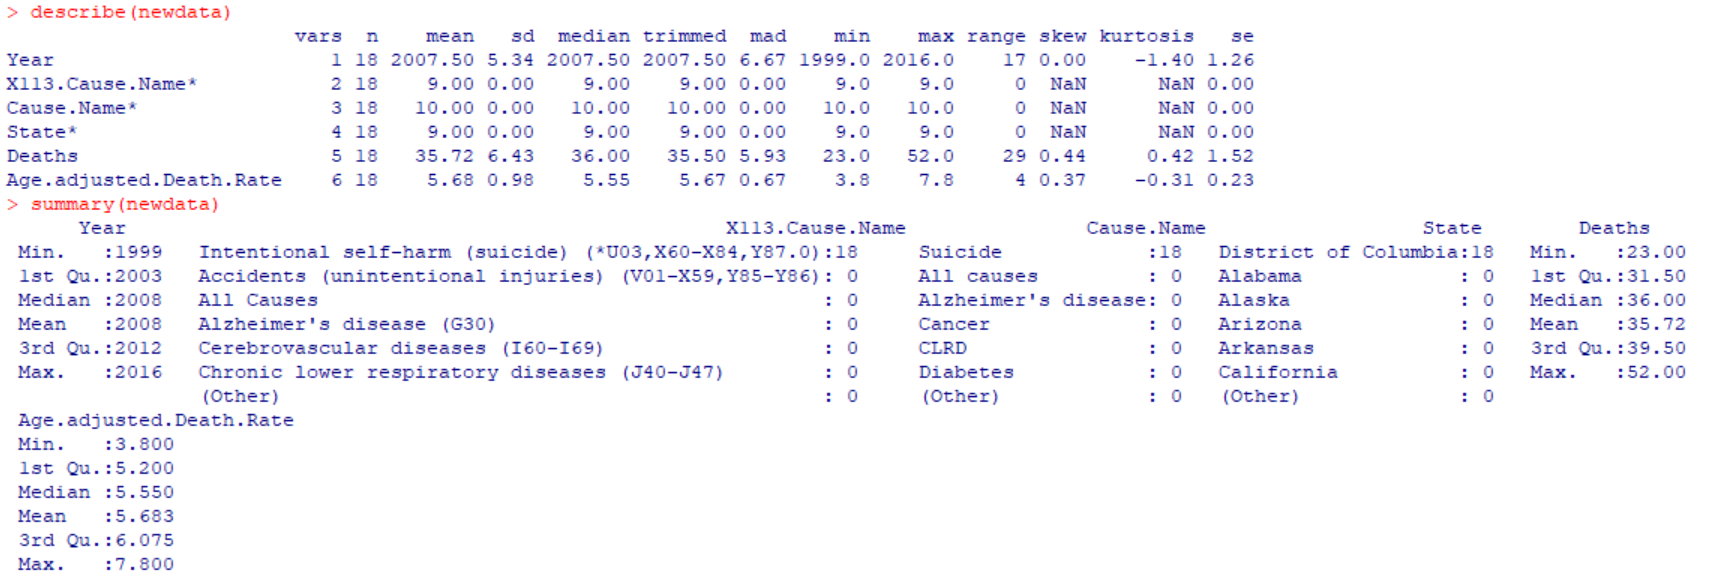 > describe(newdata)
vars n mean sd median trimmed mad min max range skew kurtosis se
Year 1 18 2007.50 5.34 2007.50 2007.50 6.67 1999.0 2016.0 17 0.00 -1.40 1.26
X113.Cause.Name* 2 18 9.00 0.00 9.00 9.00 0.00 9.0 9.0 0 NaN NaN 0.00
Cause.Name* 3 18 10.00 0.00 10.00 10.00 0.00 10.0 10.0 0 NaN NaN 0.00
State* 4 18 9.00 0.00 9.00 9.00 0.00 9.0 9.0 0 NaN NaN 0.00
Deaths 5 18 35.72 6.43 36.00 35.50 5.93 23.0 52.0 29 0.44 0.42 1.52
Age.adjusted.Death.Rate 6 18 5.68 0.98 5.55 5.67 0.67 3.8 7.8 4 0.37 -0.31 0.23
> summary(newdata)
Year X113.Cause.Name Cause.Name State Deaths
Min. :1999 Intentional self-harm (suicide) (*U03,X60-X84,Y87.0):18 Suicide :18 District of Columbia:18 Min. :23.00
1st Qu.:2003 Accidents (unintentional injuries) (V01-X59,Y85-Y86): 0 All causes : 0 Alabama : 0 1st Qu.:31.50
Median :2008 All Causes : 0 Alzheimer's disease: 0 Alaska : 0 Median :36.00
Mean :2008 Alzheimer's disease (G30) : 0 Cancer : 0 Arizona : 0 Mean :35.72
3rd Qu.:2012 Cerebrovascular diseases (I60-I69) : 0 CLRD : 0 Arkansas : 0 3rd Qu.:39.50
Max. :2016 Chronic lower respiratory diseases (J40-J47) : 0 Diabetes : 0 California : 0 Max. :52.00
(Other) : 0 (Other) : 0 (Other) : 0
Age.adjusted.Death.Rate
Min. :3.800
1st Qu.:5.200
Median :5.550
Mean :5.683
3rd Qu.:6.075
Max. :7.800